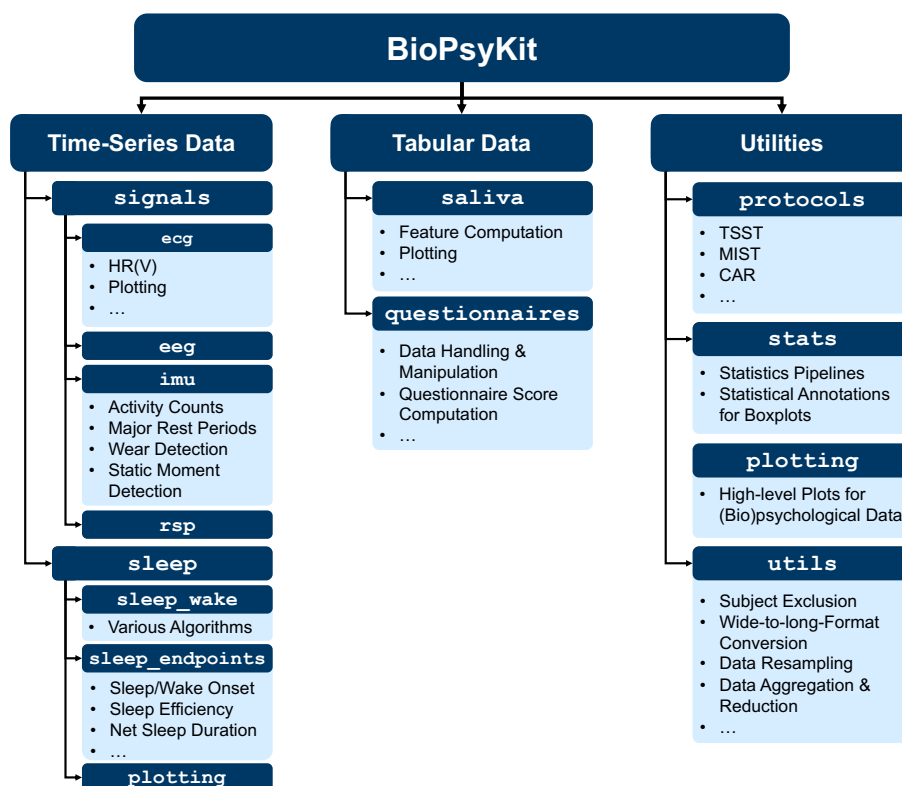 BioPsyKit
Time-Series Data
signals
ecg
• HR(V)
• Plotting
• …
eeg
imu
• Activity Counts
• Major Rest Periods
• Wear Detection
• Static Moment
Detection
rsp
sleep
sleep_wake
• Various Algorithms
sleep_endpoints
• Sleep/Wake Onset
• Sleep Efficiency
• Net Sleep Duration
• …
plotting
Tabular Data
saliva
• Feature Computation
• Plotting
• …
questionnaires
• Data Handling &
Manipulation
• Questionnaire Score
Computation
• …
Utilities
protocols
• TSST
• MIST
• CAR
• …
stats
• Statistics Pipelines
• Statistical Annotations
for Boxplots
plotting
• High-level Plots for
(Bio)psychological Data
utils
• Subject Exclusion
• Wide-to-long-Format
Conversion
• Data Resampling
• Data Aggregation &
Reduction
• …